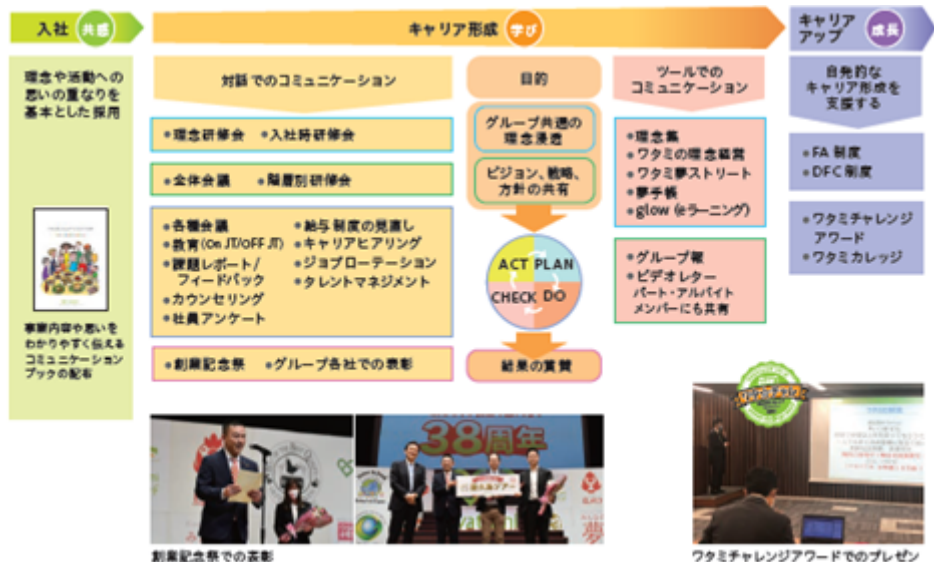 入社 共感
キャリア形成 学び
キャリア
アップ 成長
理念や活動への
思いの重なりを
基本とした採用
事業内容や思いを
わかりやすく伝える
コミュニケーション
ブックの配布
対話でのコミュニケーション
●理念研修会 ●入社時研修会
●全体会議 ●階層別研修会
●各種会議
●教育(On JT/OFF JT)
●課題レポート/
フィードバック
●カウンセリング
●社員アンケート
●給与制度の見直し
●キャリアヒアリング
●ジョブローテーション
●タレントマネジメント
●創業記念祭 ●グループ各社での表彰
目的
グループ共通の
理念浸透
ビジョン、戦略、
方針の共有
ACT PLAN
CHECK DO
結果の賞賛
ツールでの
コミュニケーション
●理念集
●ワタミの理念経営
●ワタミ夢ストリート
●夢手帳
●glow (eラーニング)
●グループ報
●ビデオレター
パート・アルバイト
メンバーにも共有
自発的な
キャリア形成を
支援する
●FA 制度
●DFC 制度
●ワタミチャレンジ
アワード
●ワタミカレッジ
38周年
創業記念祭での表彰
ワタミチャレンジアワードでのプレゼン